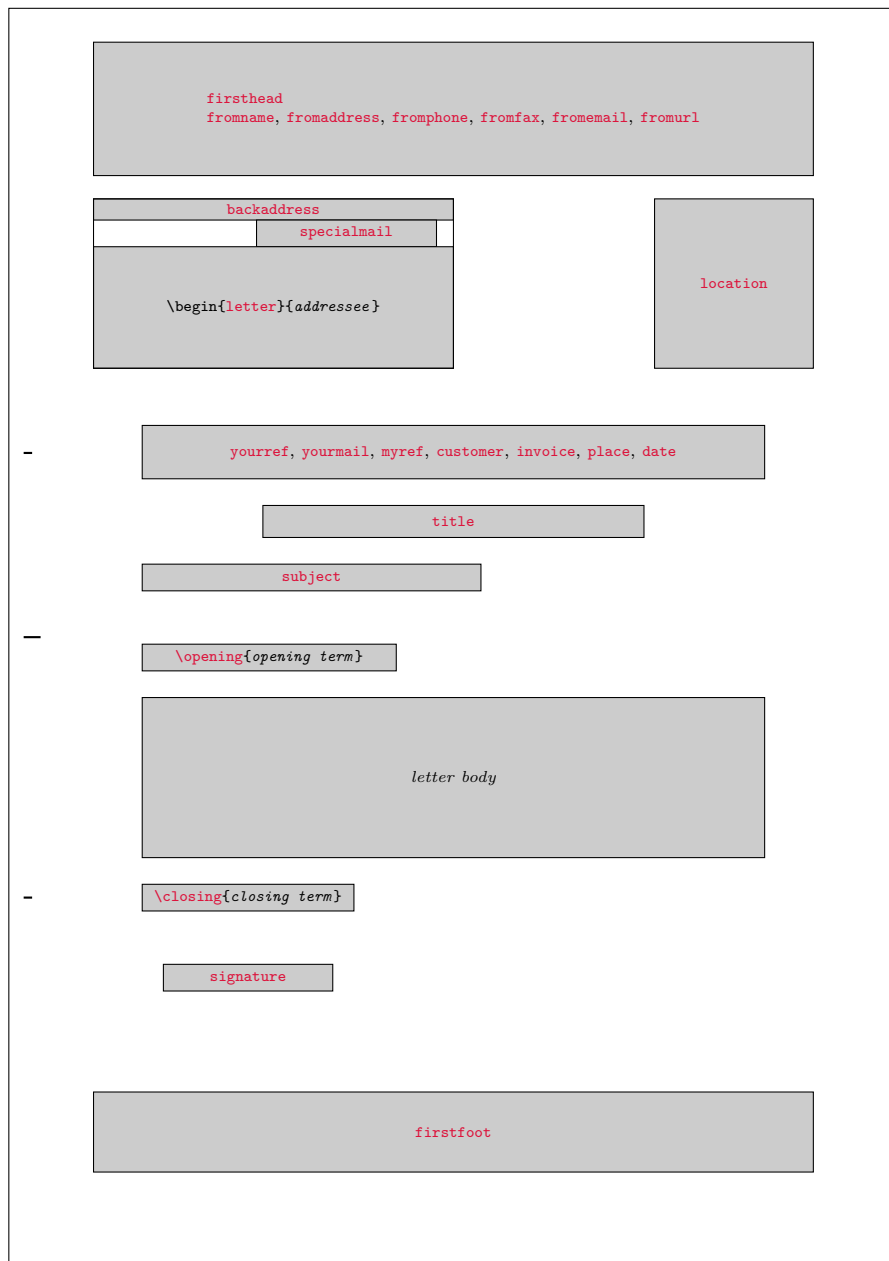 firsthead
fromname, fromaddress, fromphone, fromfax, fromemail, fromurl
backaddress
specialmail
\begin{letter}{addressee}
location
yourref, yourmail, myref, customer, invoice, place, date
title
subject
\opening{opening term}
letter body
\closing{closing term}
signature
firstfoot